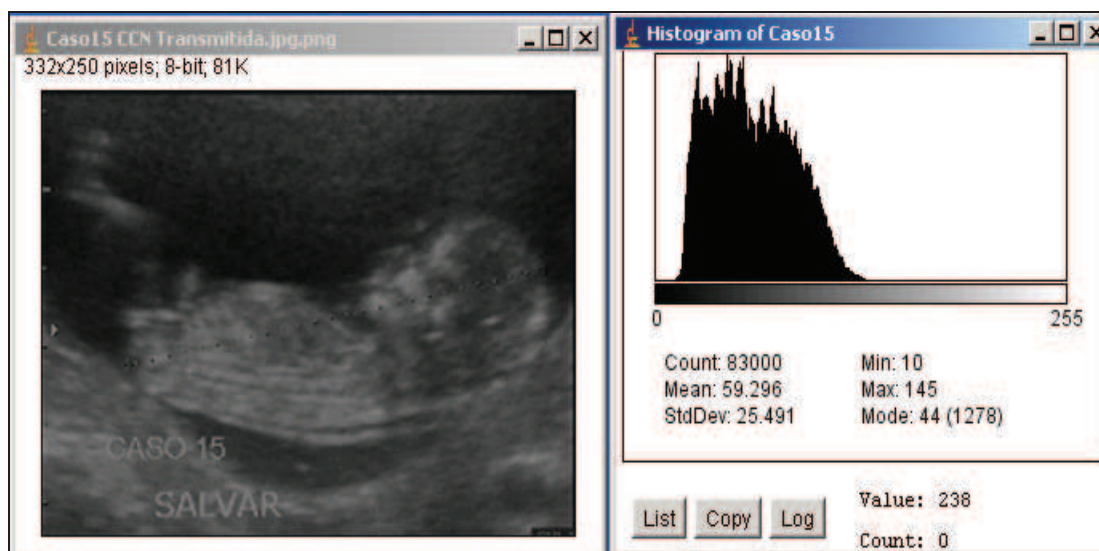 Caso15 CCN Transmitida.jpg.png
332x250 pixels; 8-bit; 81K
CASO 15
SALVAR
Histogram of Caso15
0 255
Count: 83000 Min: 10
Mean: 59.296 Max: 145
StdDev: 25.491 Mode: 44 (1278)
List Copy Log
Value: 238
Count: 0